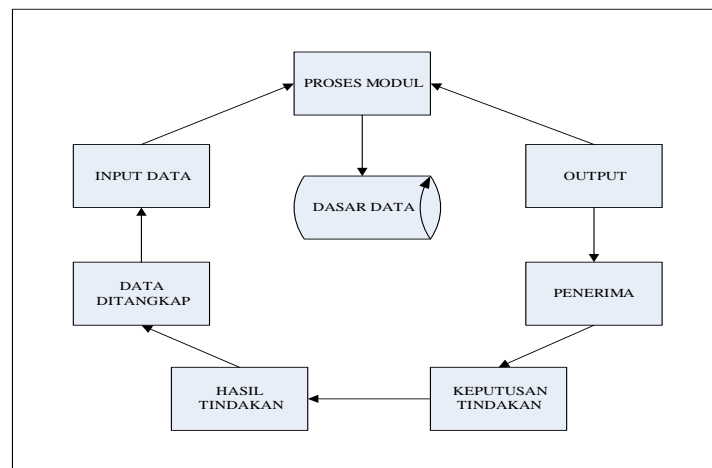 PROSES MODUL
INPUT DATA
OUTPUT
DASAR DATA
DATA
DITANGKAP
PENERIMA
HASIL
TINDAKAN
KEPUTUSAN
TINDAKAN